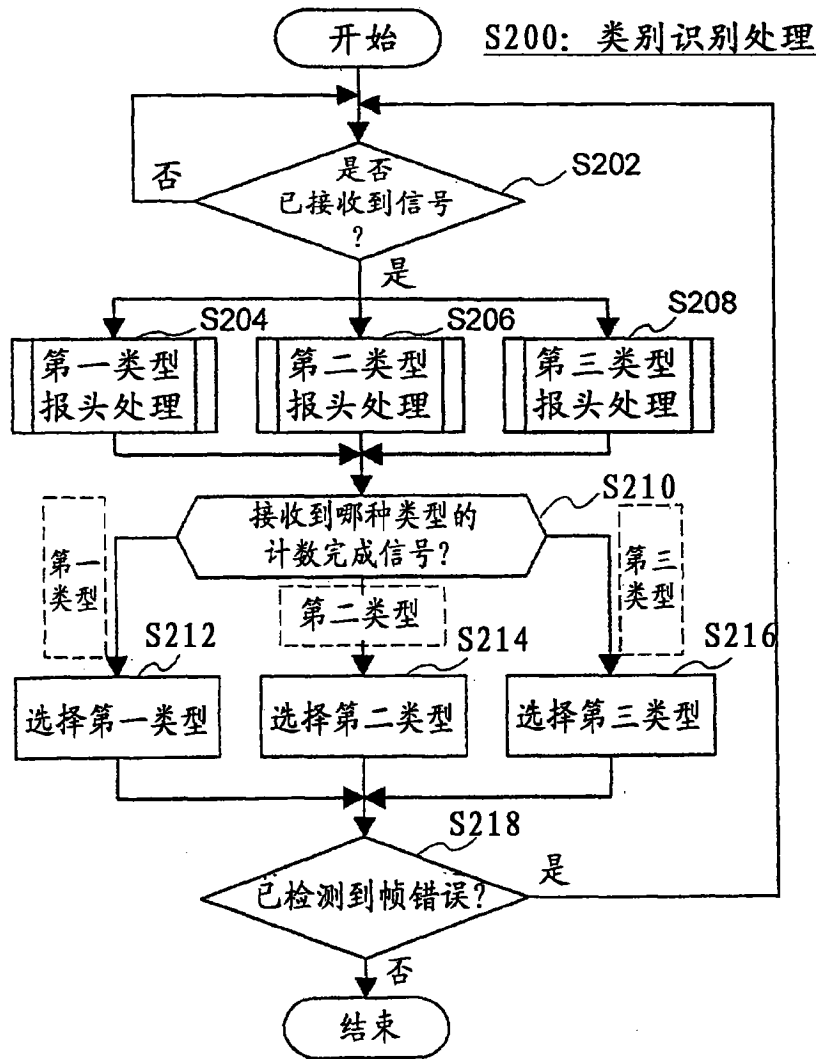 开始
S200: 类别识别处理
是否
已接收到信号
?
S202
否
是
S204
S206
S208
第一类型
报头处理
第二类型
报头处理
第三类型
报头处理
S210
接收到哪种类型的
计数完成信号?
第一
类型
第二类型
第三
类型
S212
S214
S216
选择第一类型
选择第二类型
选择第三类型
S218
已检测到帧错误?
是
否
结束